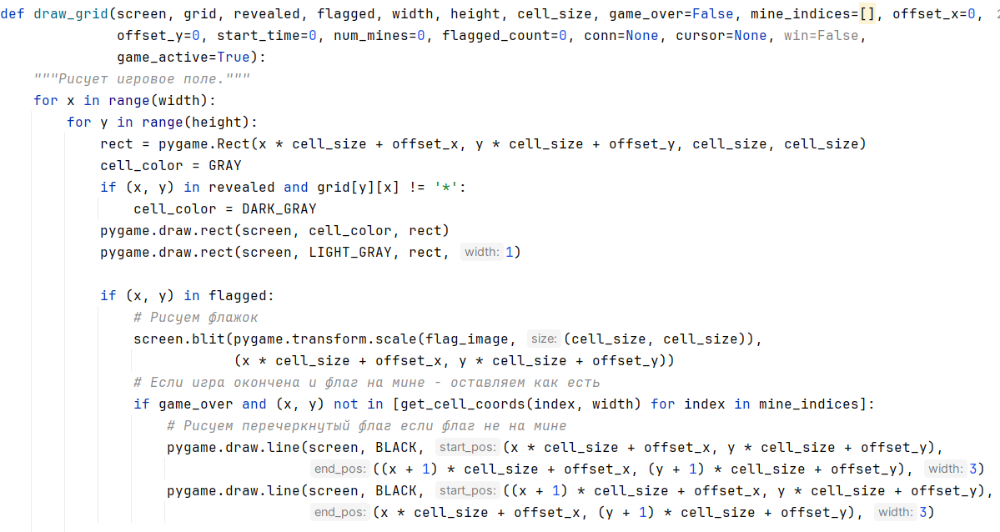 def draw_grid(screen, grid, revealed, flagged, width, height, cell_size, game_over=False, mine_indices=[], offset_x=0,
              offset_y=0, start_time=0, num_mines=0, flagged_count=0, conn=None, cursor=None, win=False,
              game_active=True):
    """Рисует игровое поле."""
    for x in range(width):
        for y in range(height):
            rect = pygame.Rect(x * cell_size + offset_x, y * cell_size + offset_y, cell_size, cell_size)
            cell_color = GRAY
            if (x, y) in revealed and grid[y][x] != '*':
                cell_color = DARK_GRAY
            pygame.draw.rect(screen, cell_color, rect)
            pygame.draw.rect(screen, LIGHT_GRAY, rect, width: 1)

            if (x, y) in flagged:
                # Рисуем флажок
                screen.blit(pygame.transform.scale(flag_image, size: (cell_size, cell_size)),
                            (x * cell_size + offset_x, y * cell_size + offset_y))
                # Если игра окончена и флаг на мине - оставляем как есть
                if game_over and (x, y) not in [get_cell_coords(index, width) for index in mine_indices]:
                    # Рисуем перечеркнутый флаг если флаг не на мине
                    pygame.draw.line(screen, BLACK, start_pos: (x * cell_size + offset_x, y * cell_size + offset_y),
                                     end_pos: ((x + 1) * cell_size + offset_x, (y + 1) * cell_size + offset_y), width: 3)
                    pygame.draw.line(screen, BLACK, start_pos: ((x + 1) * cell_size + offset_x, y * cell_size + offset_y),
                                     end_pos: (x * cell_size + offset_x, (y + 1) * cell_size + offset_y), width: 3)